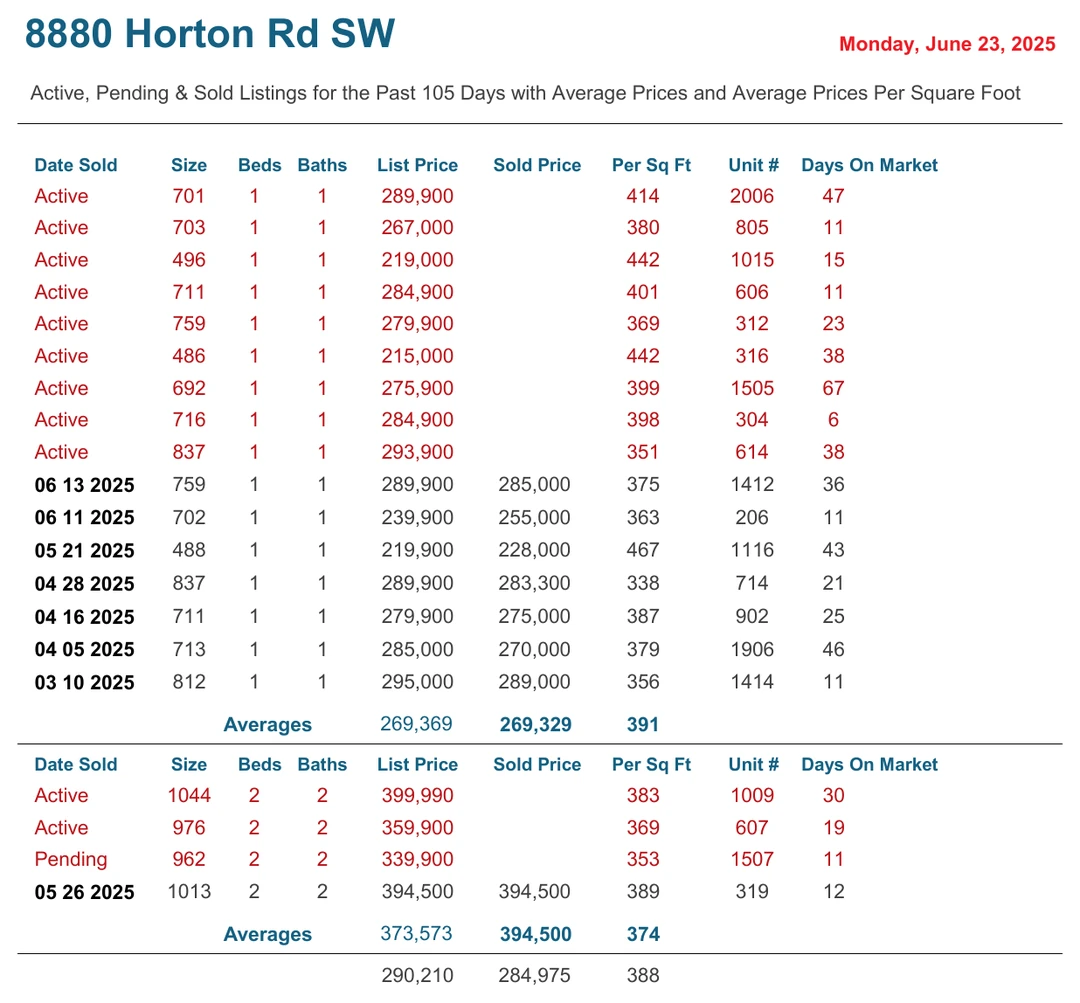 8880 Horton Rd SW
Monday, June 23, 2025
Active, Pending & Sold Listings for the Past 105 Days with Average Prices and Average Prices Per Square Foot
Date Sold Size Beds Baths List Price Sold Price Per Sq Ft Unit # Days On Market
Active 701 1 1 289,900 414 2006 47
Active 703 1 1 267,000 380 805 11
Active 496 1 1 219,000 442 1015 15
Active 711 1 1 284,900 401 606 11
Active 759 1 1 279,900 369 312 23
Active 486 1 1 215,000 442 316 38
Active 692 1 1 275,900 399 1505 67
Active 716 1 1 284,900 398 304 6
Active 837 1 1 293,900 351 614 38
06 13 2025 759 1 1 289,900 285,000 375 1412 36
06 11 2025 702 1 1 239,900 255,000 363 206 11
05 21 2025 488 1 1 219,900 228,000 467 1116 43
04 28 2025 837 1 1 289,900 283,300 338 714 21
04 16 2025 711 1 1 279,900 275,000 387 902 25
04 05 2025 713 1 1 285,000 270,000 379 1906 46
03 10 2025 812 1 1 295,000 289,000 356 1414 11
Averages 269,369 269,329 391
Date Sold Size Beds Baths List Price Sold Price Per Sq Ft Unit # Days On Market
Active 1044 2 2 399,990 383 1009 30
Active 976 2 2 359,900 369 607 19
Pending 962 2 2 339,900 353 1507 11
05 26 2025 1013 2 2 394,500 394,500 389 319 12
Averages 373,573 394,500 374
290,210 284,975 388